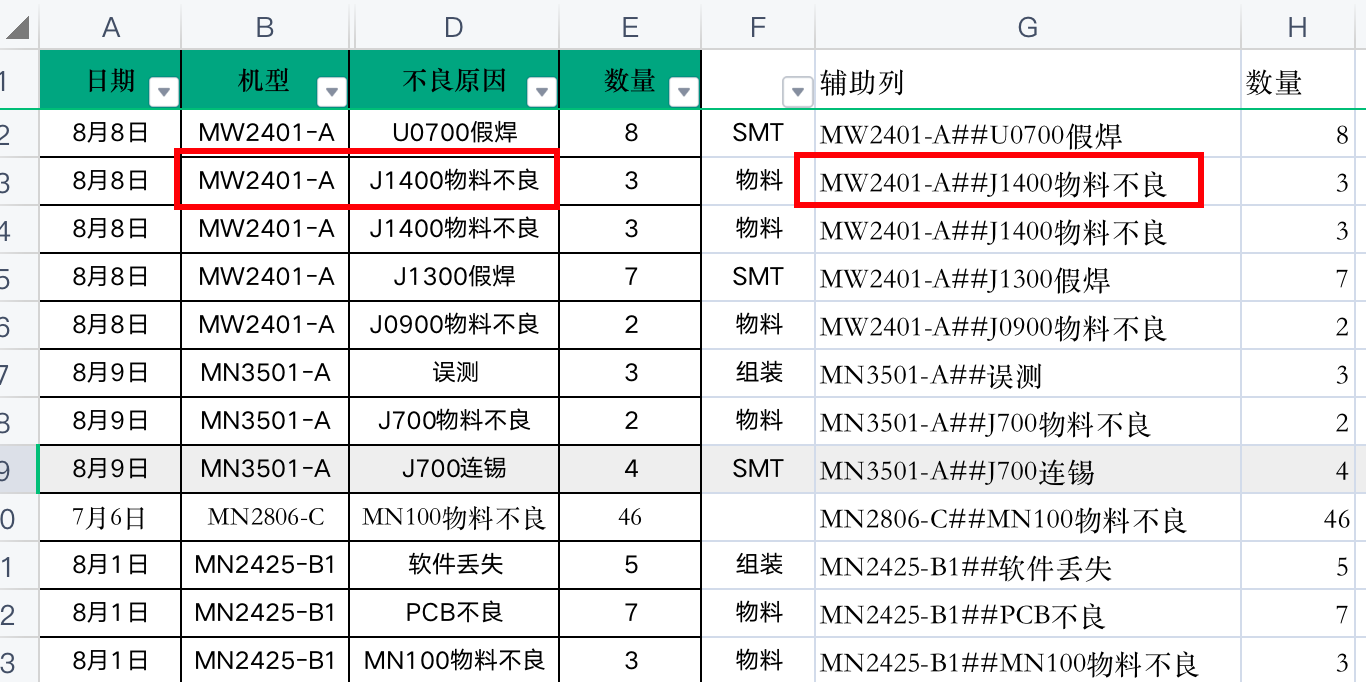 A B D E F G H
1 日期 机型 不良原因 数量 辅助列 数量
2 8月8日 MW2401-A U0700假焊 8 SMT MW2401-A##U0700假焊 8
3 8月8日 MW2401-A J1400物料不良 3 物料 MW2401-A##J1400物料不良 3
4 8月8日 MW2401-A J1400物料不良 3 物料 MW2401-A##J1400物料不良 3
5 8月8日 MW2401-A J1300假焊 7 SMT MW2401-A##J1300假焊 7
6 8月8日 MW2401-A J0900物料不良 2 物料 MW2401-A##J0900物料不良 2
7 8月9日 MN3501-A 误测 3 组装 MN3501-A##误测 3
8 8月9日 MN3501-A J700物料不良 2 物料 MN3501-A##J700物料不良 2
9 8月9日 MN3501-A J700连锡 4 SMT MN3501-A##J700连锡 4
0 7月6日 MN2806-C MN100物料不良 46 MN2806-C##MN100物料不良 46
1 8月1日 MN2425-B1 软件丢失 5 组装 MN2425-B1##软件丢失 5
2 8月1日 MN2425-B1 PCB不良 7 物料 MN2425-B1##PCB不良 7
3 8月1日 MN2425-B1 MN100物料不良 3 物料 MN2425-B1##MN100物料不良 3